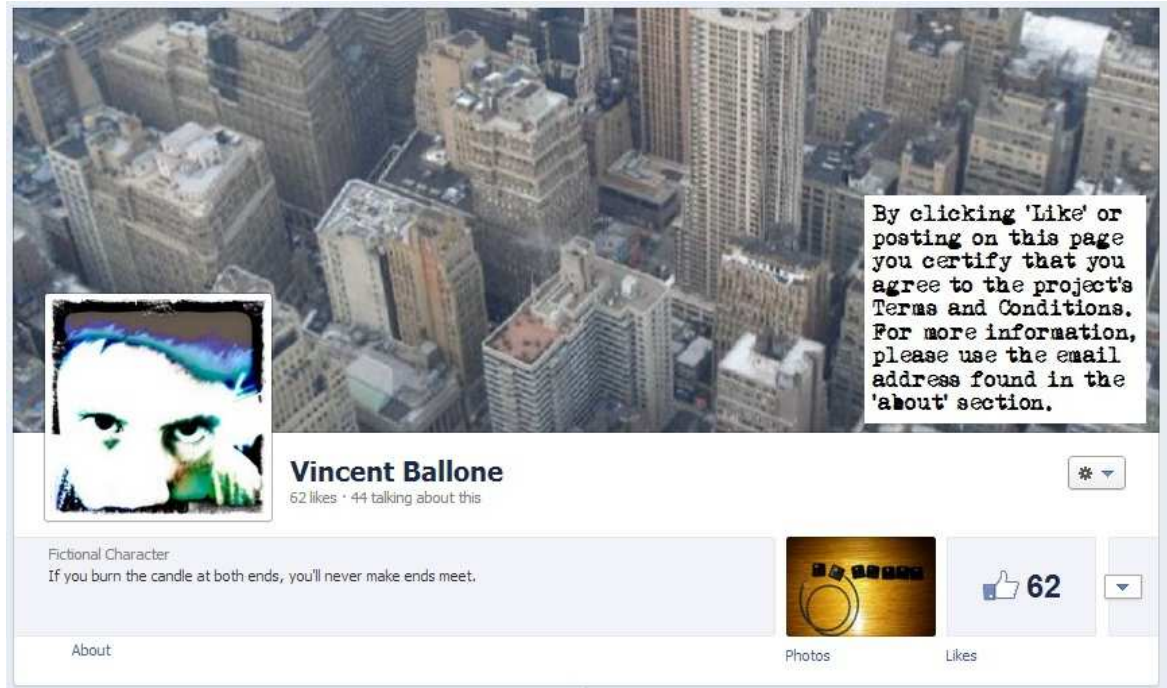 By clicking 'Like' or
posting on this page
you certify that you
agree to the project's
Terms and Conditions.
For more information,
please use the email
address found in the
'about' section.
Vincent Ballone
62 likes · 44 talking about this
Fictional Character
If you burn the candle at both ends, you'll never make ends meet.
62
About
Photos
Likes